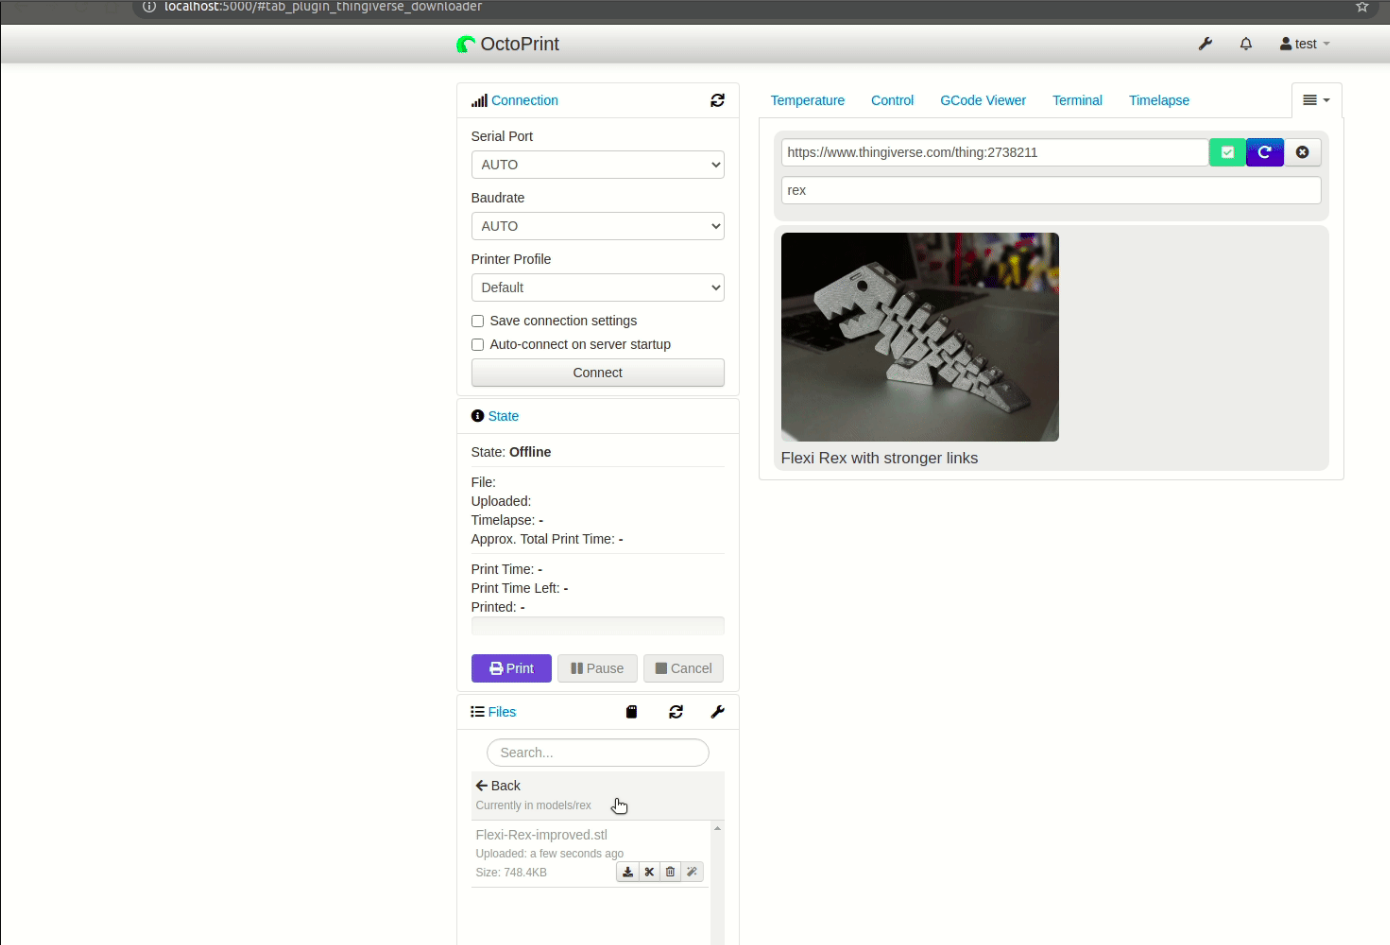 localhost:5000/#tab_plugin_thingiverse_downloader
OctoPrint
test
Connection
Serial Port
AUTO
Baudrate
AUTO
Printer Profile
Default
Save connection settings
Auto-connect on server startup
Connect
State
State: Offline
File:
Uploaded:
Timelapse: -
Approx. Total Print Time: -
Print Time: -
Print Time Left: -
Printed: -
Print Pause Cancel
Files
Search...
Back
Currently in models/rex
Flexi-Rex-improved.stl
Uploaded: a few seconds ago
Size: 748.4KB
Temperature Control GCode Viewer Terminal Timelapse
https://www.thingiverse.com/thing:2738211
rex
Flexi Rex with stronger links